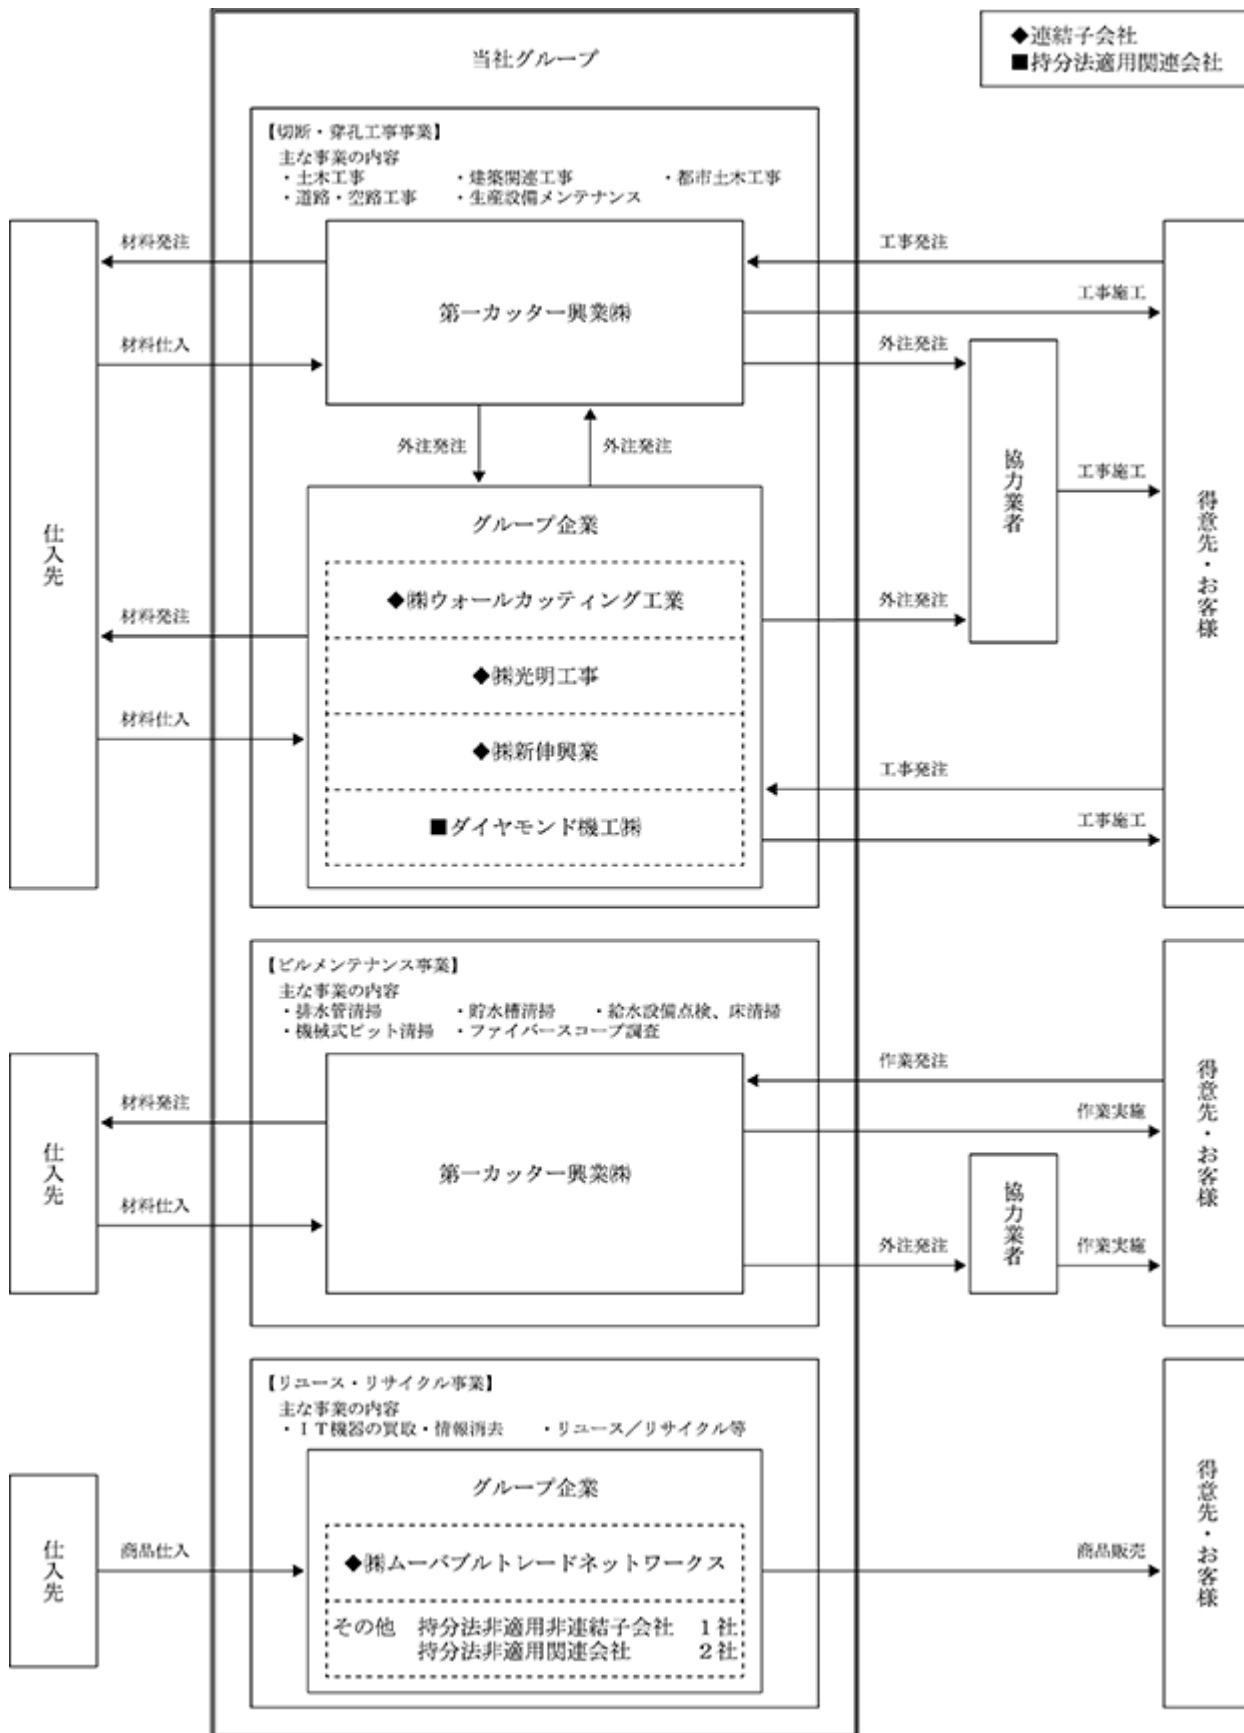 ◆連結子会社
■持分法適用関連会社
当社グループ
【切断・穿孔工事事業】
主な事業の内容
・土木工事 ・建築関連工事 ・都市土木工事
・道路・空路工事 ・生産設備メンテナンス
材料発注
工事発注
工事施工
第一カッター興業㈱
材料仕入
外注発注
外注発注
外注発注
協力業者
工事施工
仕入先
得意先・お客様
グループ企業
◆㈱ウォールカッティング工業
外注発注
材料発注
◆㈱光明工事
材料仕入
◆㈱新伸興業
工事発注
■ダイヤモンド機工㈱
工事施工
【ビルメンテナンス事業】
主な事業の内容
・排水管清掃 ・貯水槽清掃 ・給水設備点検、床清掃
・機械式ピット清掃 ・ファイバースコープ調査
作業発注
材料発注
作業実施
仕入先
第一カッター興業㈱
得意先・お客様
材料仕入
協力業者
外注発注
作業実施
【リユース・リサイクル事業】
主な事業の内容
・ＩＴ機器の買取・情報消去 ・リユース／リサイクル等
グループ企業
仕入先
商品仕入
◆㈱ムーバブルトレードネットワークス
商品販売
得意先・お客様
その他 持分法非適用非連結子会社 １社
持分法非適用関連会社 ２社